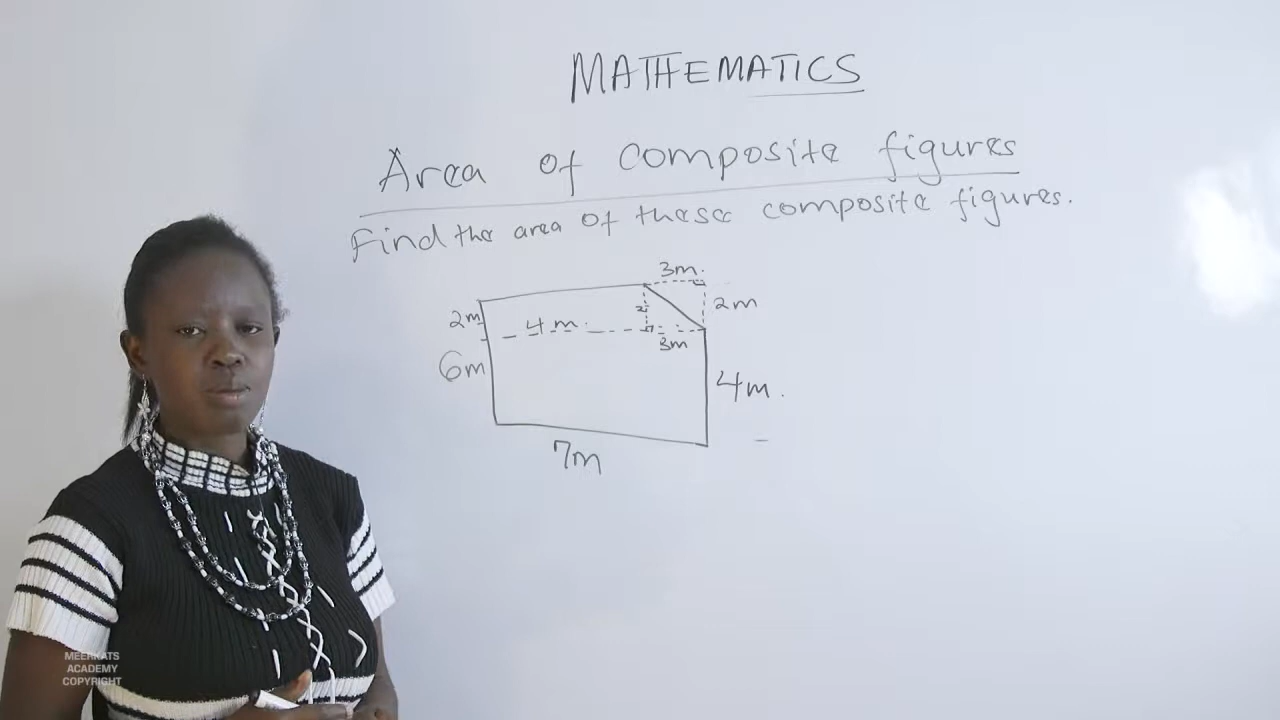 MATHEMATICS
Area of composite figures
Find the area of these composite figures.
3m.
2m
2m
4m.
2
3m
6m
4m.
7m
MEERKATS
ACADEMY
COPYRIGHT